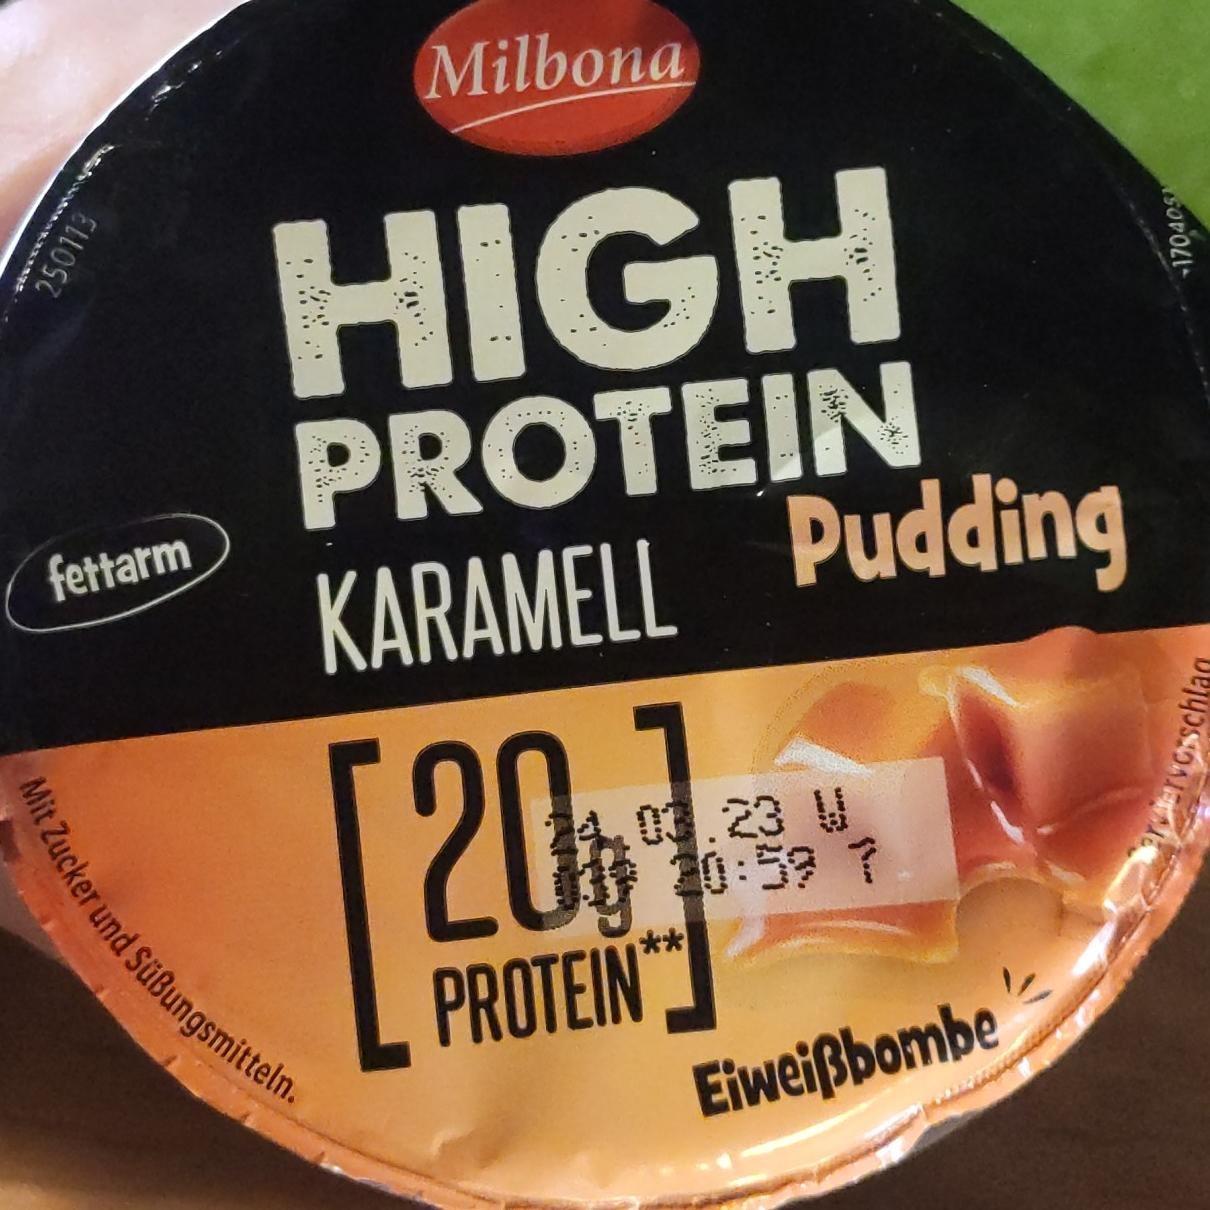 Milbona
HIGH
PROTEIN
Pudding
fettarm
KARAMELL
20g
PROTEIN**
Eiweißbombe
Mit Zucker und Süßungsmitteln.
250113